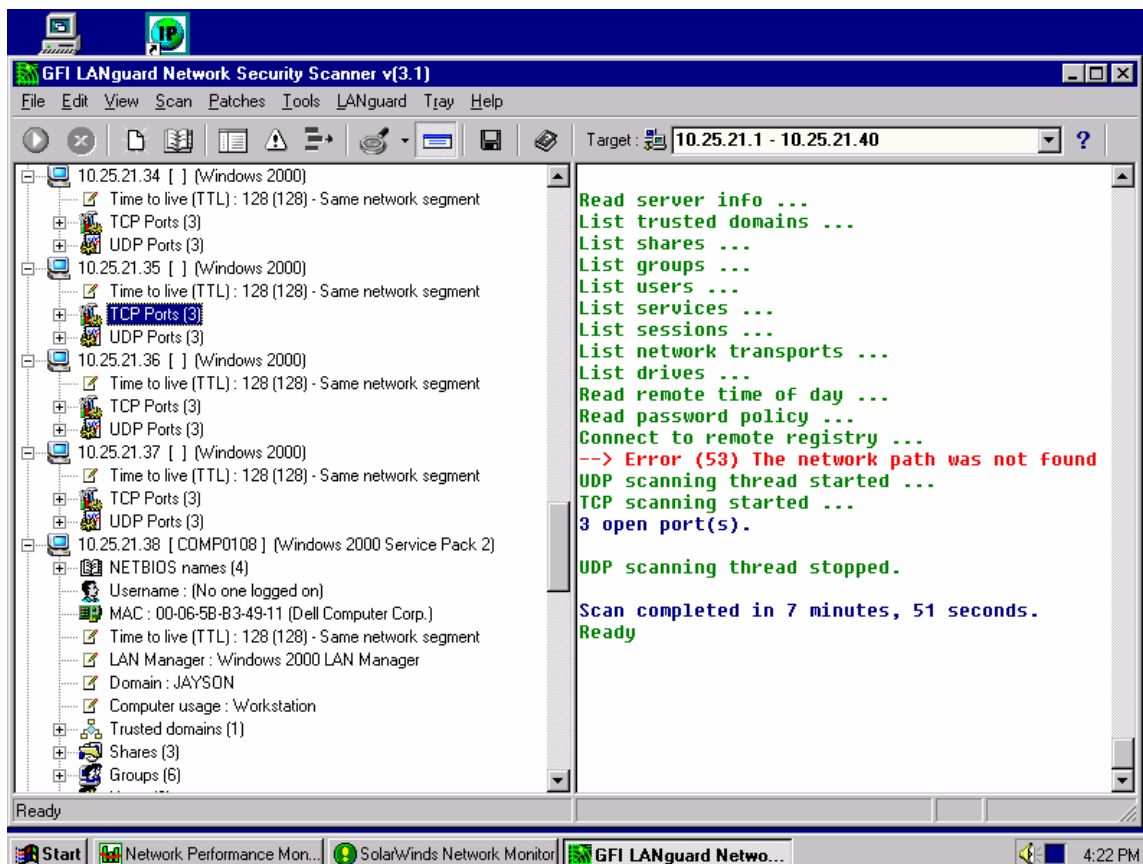 IP
GFI LANguard Network Security Scanner v(3.1)
File Edit View Scan Patches Tools LANguard Tray Help
Target : 10.25.21.1 - 10.25.21.40 ?
10.25.21.34 [ ] (Windows 2000)
Time to live (TTL) : 128 (128) - Same network segment
TCP Ports (3)
UDP Ports (3)
10.25.21.35 [ ] (Windows 2000)
Time to live (TTL) : 128 (128) - Same network segment
TCP Ports (3)
UDP Ports (3)
10.25.21.36 [ ] (Windows 2000)
Time to live (TTL) : 128 (128) - Same network segment
TCP Ports (3)
UDP Ports (3)
10.25.21.37 [ ] (Windows 2000)
Time to live (TTL) : 128 (128) - Same network segment
TCP Ports (3)
UDP Ports (3)
10.25.21.38 [ COMP0108 ] (Windows 2000 Service Pack 2)
NETBIOS names (4)
Username : (No one logged on)
MAC : 00-06-5B-B3-49-11 (Dell Computer Corp.)
Time to live (TTL) : 128 (128) - Same network segment
LAN Manager : Windows 2000 LAN Manager
Domain : JAYSON
Computer usage : Workstation
Trusted domains (1)
Shares (3)
Groups (6)
Read server info ...
List trusted domains ...
List shares ...
List groups ...
List users ...
List services ...
List sessions ...
List network transports ...
List drives ...
Read remote time of day ...
Read password policy ...
Connect to remote registry ...
--> Error (53) The network path was not found
UDP scanning thread started ...
TCP scanning started ...
3 open port(s).
UDP scanning thread stopped.
Scan completed in 7 minutes, 51 seconds.
Ready
Ready
Start Network Performance Mon... SolarWinds Network Monitor GFI LANguard Netwo... 4:22 PM